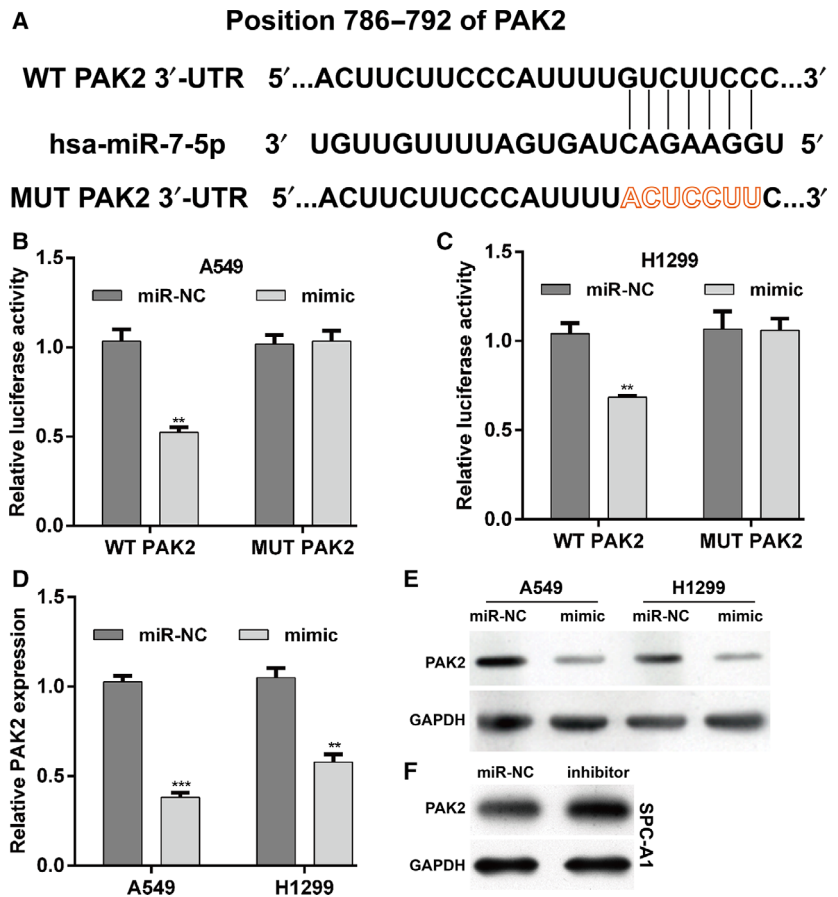 A
Position 786–792 of PAK2
WT PAK2 3′-UTR 5′...ACUUCUUCCCAUUUUGUCUUCCC...3′
hsa-miR-7-5p 3′ UGUUGUUUUAGUGAUCAGAAGGU 5′
MUT PAK2 3′-UTR 5′...ACUUCUUCCCAUUUUACUCCUUC...3′
B
A549
miR-NC mimic
Relative luciferase activity
1.5
1.0
0.5
0.0
**
WT PAK2 MUT PAK2
C
H1299
miR-NC mimic
Relative luciferase activity
1.5
1.0
0.5
0.0
**
WT PAK2 MUT PAK2
D
miR-NC mimic
Relative PAK2 expression
1.5
1.0
0.5
0.0
***
**
A549 H1299
E
A549 H1299
miR-NC mimic miR-NC mimic
PAK2
GAPDH
F
miR-NC inhibitor
PAK2
GAPDH
SPC-A1